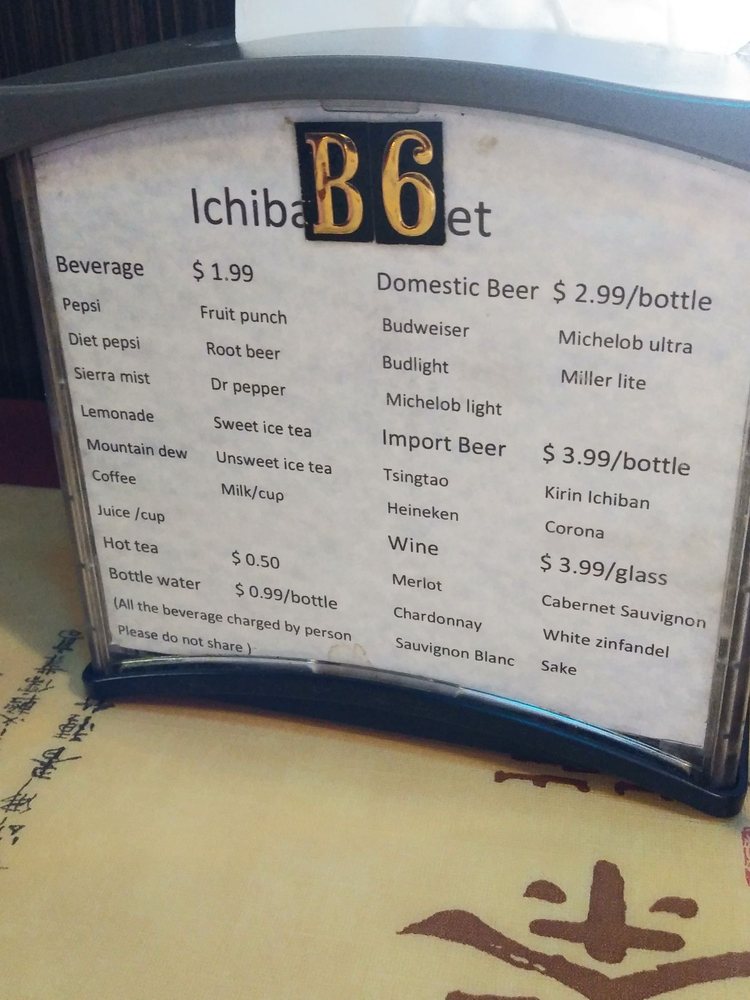 B6
Ichiba et
Beverage $ 1.99
Pepsi Fruit punch
Diet pepsi Root beer
Sierra mist Dr pepper
Lemonade Sweet ice tea
Mountain dew Unsweet ice tea
Coffee Milk/cup
Juice /cup
Hot tea $ 0.50
Bottle water $ 0.99/bottle
(All the beverage charged by person
Please do not share )
Domestic Beer $ 2.99/bottle
Budweiser Michelob ultra
Budlight Miller lite
Michelob light
Import Beer $ 3.99/bottle
Tsingtao Kirin Ichiban
Heineken Corona
Wine $ 3.99/glass
Merlot Cabernet Sauvignon
Chardonnay White zinfandel
Sauvignon Blanc Sake